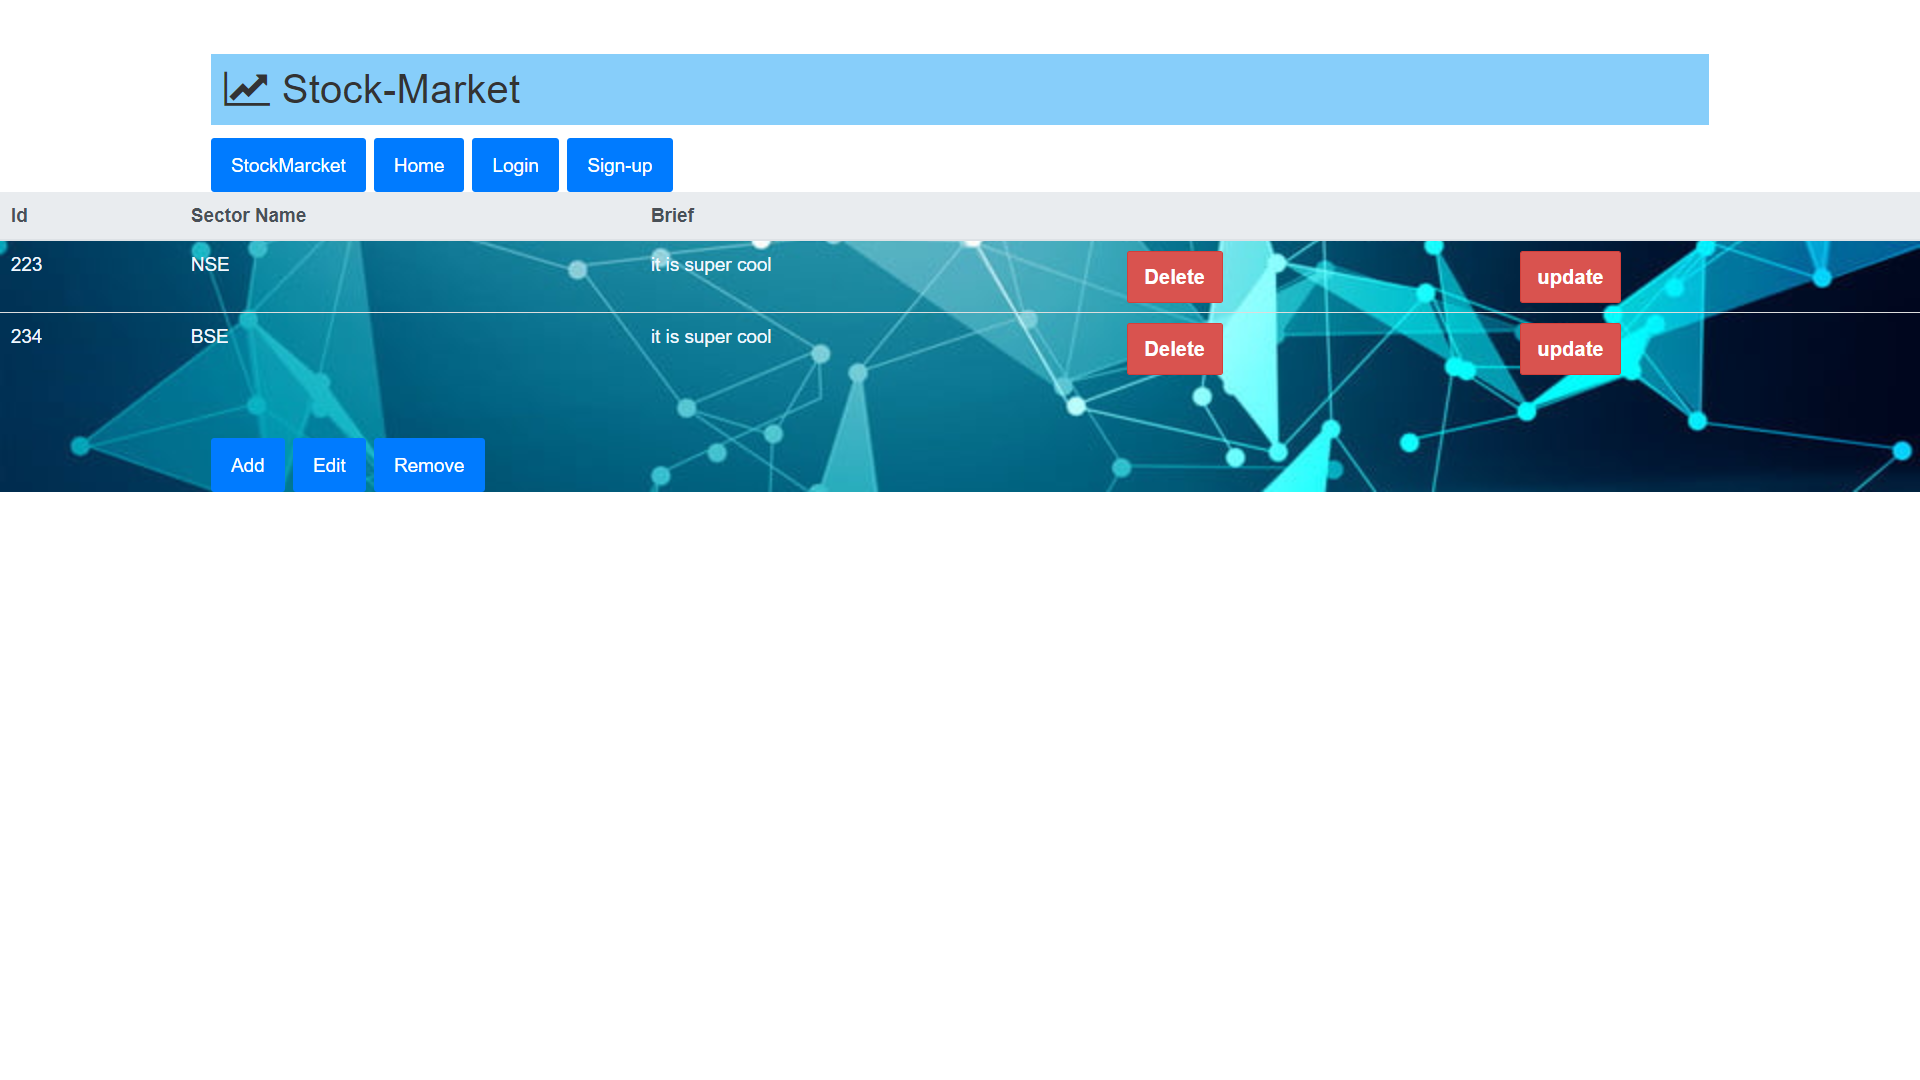 Stock-Market
StockMarcket Home Login Sign-up
Id Sector Name Brief
223 NSE it is super cool Delete update
234 BSE it is super cool Delete update
Add Edit Remove